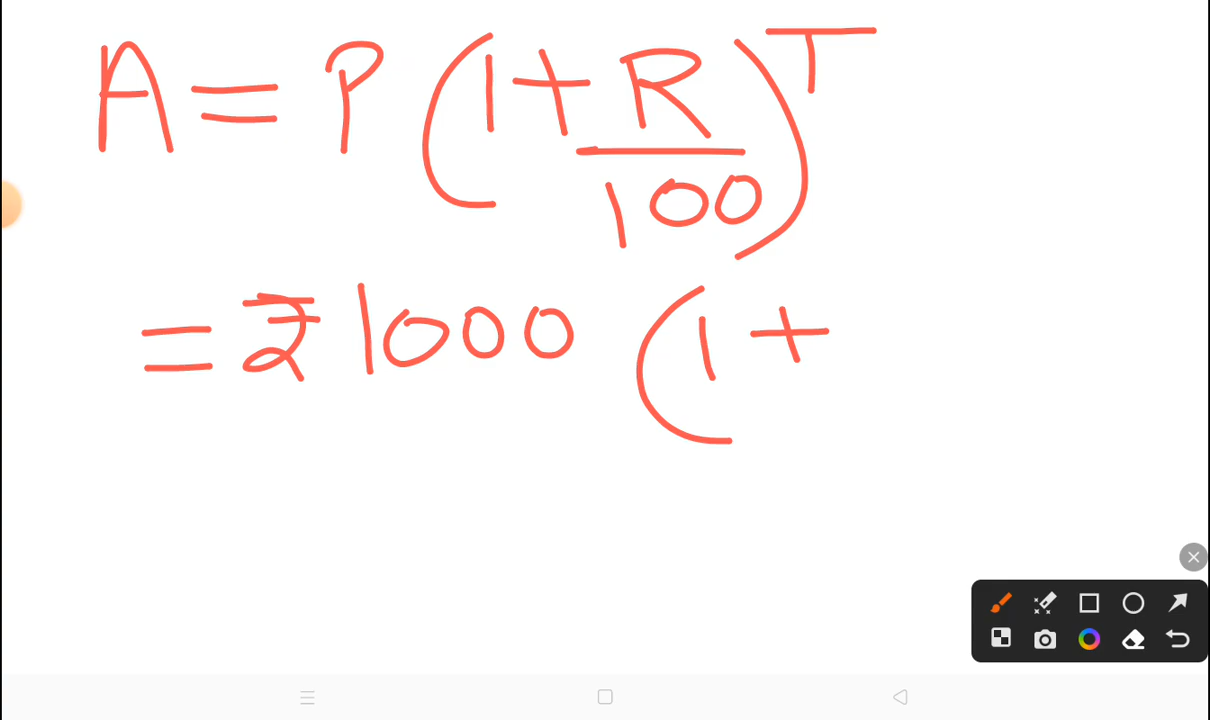 A = P (1 + R/100)^T
= ₹ 1000 (1 +